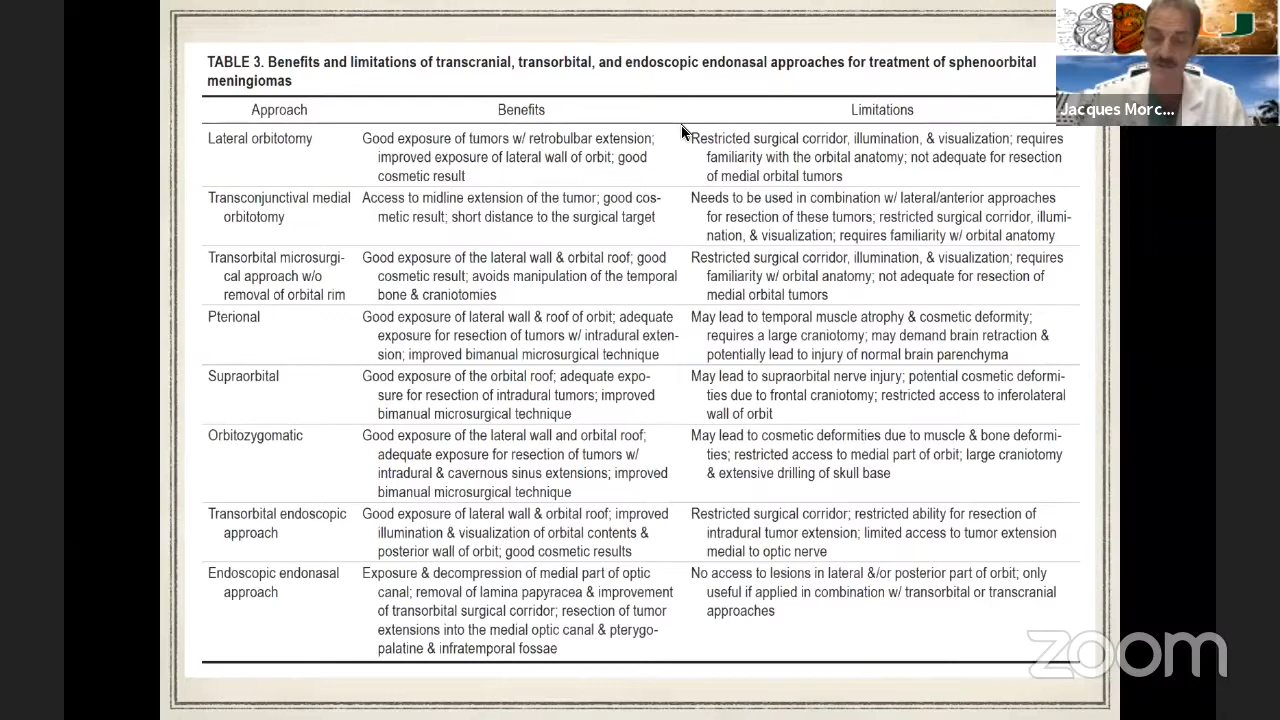 TABLE 3. Benefits and limitations of transcranial, transorbital, and endoscopic endonasal approaches for treatment of sphenoorbital
meningiomas
Approach Benefits Limitations
Lateral orbitotomy Good exposure of tumors w/ retrobulbar extension; Restricted surgical corridor, illumination, & visualization; requires
improved exposure of lateral wall of orbit; good familiarity with the orbital anatomy; not adequate for resection
cosmetic result of medial orbital tumors
Transconjunctival medial Access to midline extension of the tumor; good cos- Needs to be used in combination w/ lateral/anterior approaches
orbitotomy metic result; short distance to the surgical target for resection of these tumors; restricted surgical corridor, illumi-
nation, & visualization; requires familiarity w/ orbital anatomy
Transorbital microsurgi- Good exposure of the lateral wall & orbital roof; good Restricted surgical corridor, illumination, & visualization; requires
cal approach w/o cosmetic result; avoids manipulation of the temporal familiarity w/ orbital anatomy; not adequate for resection of
removal of orbital rim bone & craniotomies medial orbital tumors
Pterional Good exposure of lateral wall & roof of orbit; adequate May lead to temporal muscle atrophy & cosmetic deformity;
exposure for resection of tumors w/ intradural exten- requires a large craniotomy; may demand brain retraction &
sion; improved bimanual microsurgical technique potentially lead to injury of normal brain parenchyma
Supraorbital Good exposure of the orbital roof; adequate expo- May lead to supraorbital nerve injury; potential cosmetic deformi-
sure for resection of intradural tumors; improved ties due to frontal craniotomy; restricted access to inferolateral
bimanual microsurgical technique wall of orbit
Orbitozygomatic Good exposure of the lateral wall and orbital roof; May lead to cosmetic deformities due to muscle & bone deformi-
adequate exposure for resection of tumors w/ ties; restricted access to medial part of orbit; large craniotomy
intradural & cavernous sinus extensions; improved & extensive drilling of skull base
bimanual microsurgical technique
Transorbital endoscopic Good exposure of lateral wall & orbital roof; improved Restricted surgical corridor; restricted ability for resection of
approach illumination & visualization of orbital contents & intradural tumor extension; limited access to tumor extension
posterior wall of orbit; good cosmetic results medial to optic nerve
Endoscopic endonasal Exposure & decompression of medial part of optic No access to lesions in lateral &/or posterior part of orbit; only
approach canal; removal of lamina papyracea & improvement useful if applied in combination w/ transorbital or transcranial
of transorbital surgical corridor; resection of tumor approaches
extensions into the medial optic canal & pterygo-
palatine & infratemporal fossae
Jacques Morc...
zoom